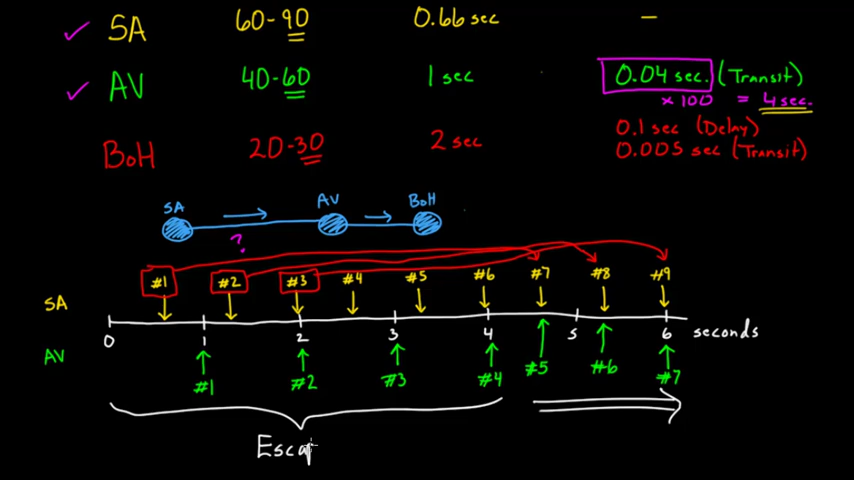 SA 60-90 0.66 sec -
AV 40-60 1 sec 0.04 sec. (Transit)
x100 = 4 sec.
BoH 20-30 2 sec 0.1 sec (Delay)
0.005 sec (Transit)
SA AV BoH
?
#1 #2 #3 #4 #5 #6 #7 #8 #9
SA
0 1 2 3 4 5 6 seconds
AV
#1 #2 #3 #4 #5 #6 #7
Escap